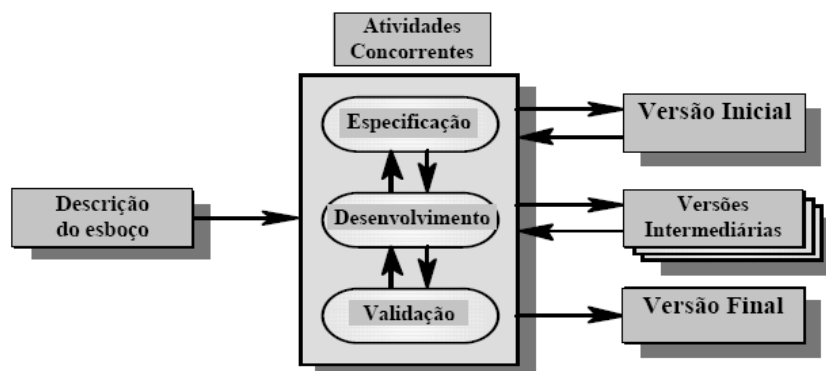 Atividades
Concorrentes
Especificação
Versão Inicial
Descrição
do esboço
Desenvolvimento
Versões
Intermediárias
Validação
Versão Final